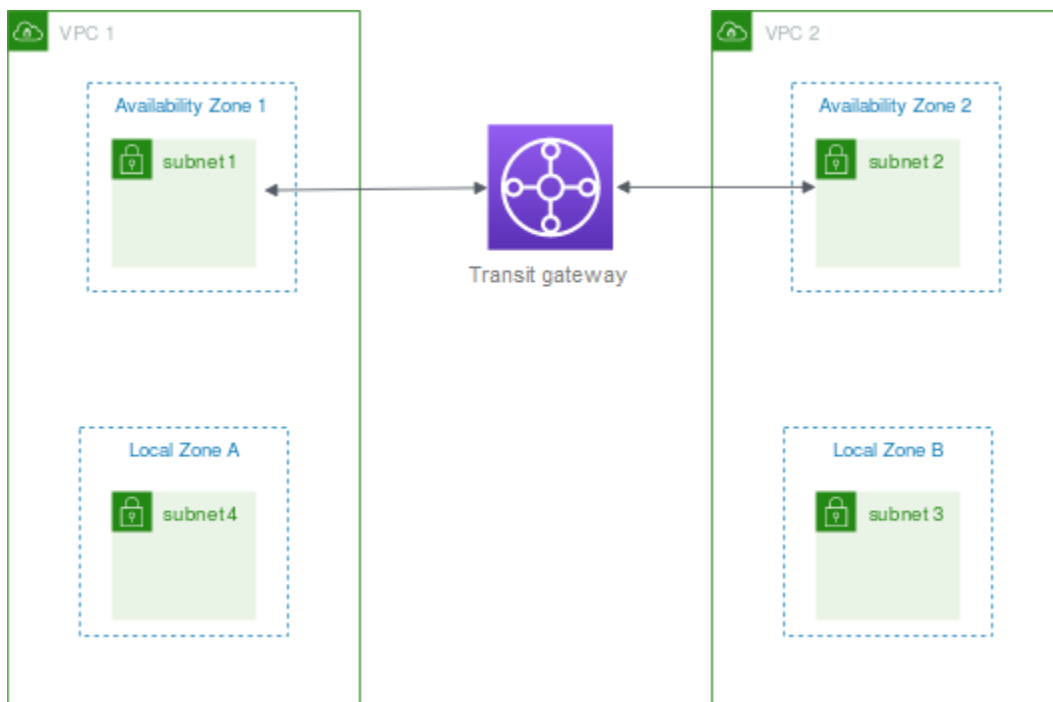 VPC 1
VPC 2
Availability Zone 1
Availability Zone 2
subnet 1
subnet 2
Transit gateway
Local Zone A
Local Zone B
subnet 4
subnet 3